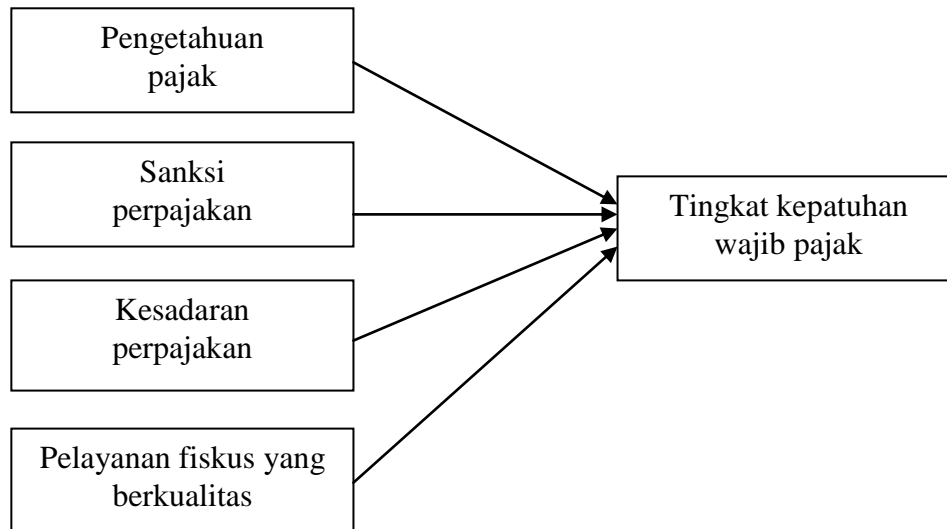 Pengetahuan
pajak
Sanksi
perpajakan
Kesadaran
perpajakan
Pelayanan fiskus yang
berkualitas
Tingkat kepatuhan
wajib pajak